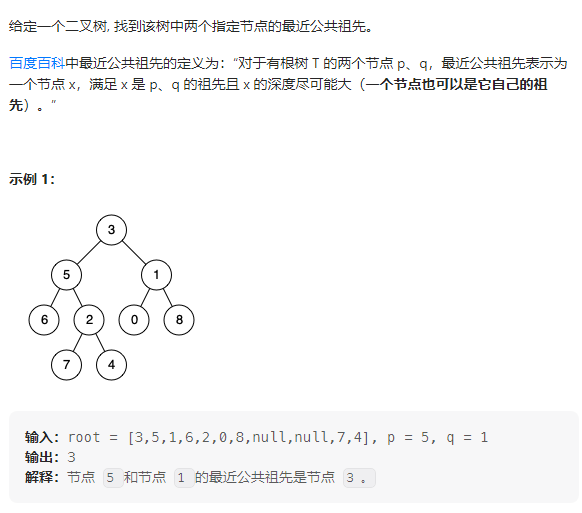 给定一个二叉树, 找到该树中两个指定节点的最近公共祖先。
百度百科中最近公共祖先的定义为：“对于有根树 T 的两个节点 p、q，最近公共祖先表示为
一个节点 x，满足 x 是 p、q 的祖先且 x 的深度尽可能大（一个节点也可以是它自己的祖
先）。”
示例 1：
3
5 1
6 2 0 8
7 4
输入：root = [3,5,1,6,2,0,8,null,null,7,4], p = 5, q = 1
输出：3
解释：节点 5 和节点 1 的最近公共祖先是节点 3 。